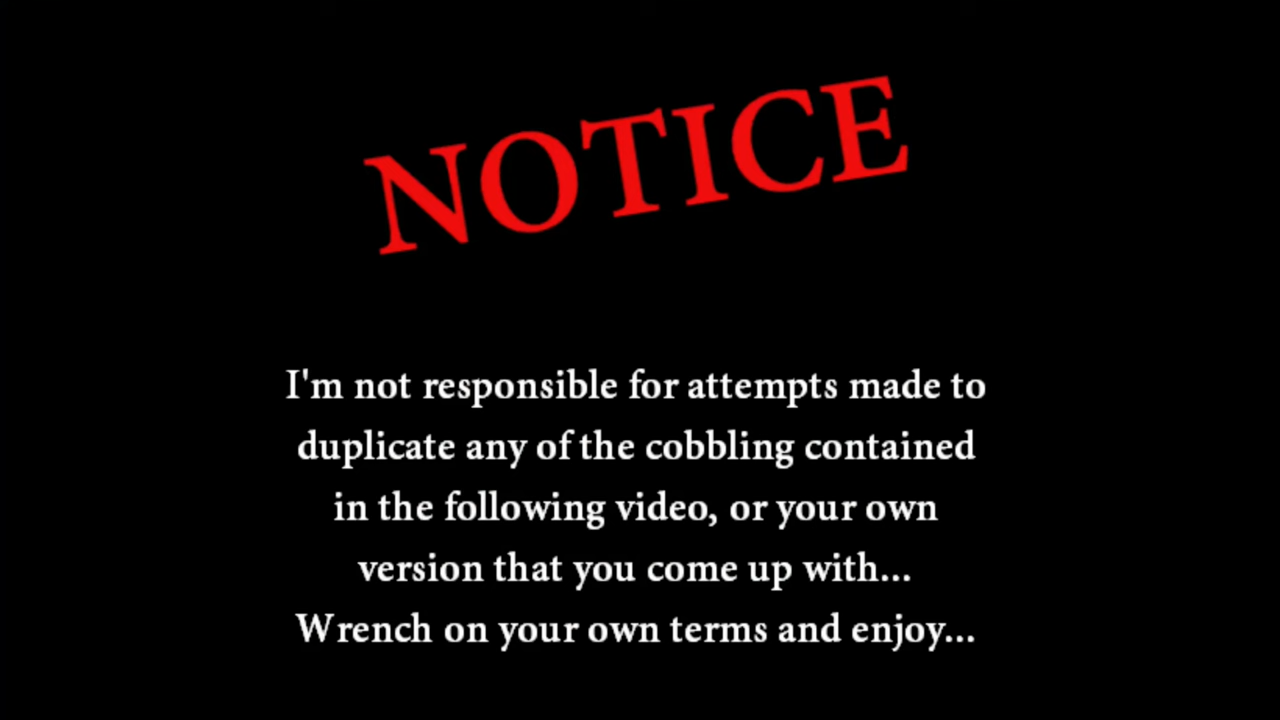 NOTICE
I'm not responsible for attempts made to
duplicate any of the cobbling contained
in the following video, or your own
version that you come up with...
Wrench on your own terms and enjoy...